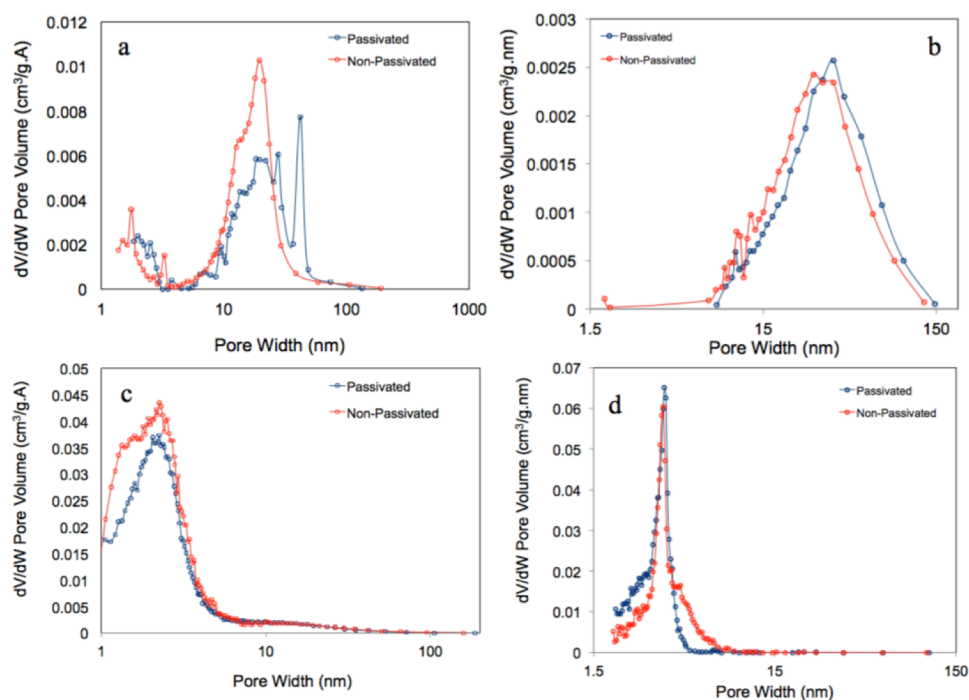 a
Passivated
Non-Passivated
dV/dW Pore Volume (cm³/g.A)
0.012
0.01
0.008
0.006
0.004
0.002
0
1
10
100
1000
Pore Width (nm)
b
Passivated
Non-Passivated
dV/dW Pore Volume (cm³/g.nm)
0.003
0.0025
0.002
0.0015
0.001
0.0005
0
1.5
15
150
Pore Width (nm)
c
Passivated
Non-Passivated
dV/dW Pore Volume (cm³/g.A)
0.05
0.045
0.04
0.035
0.03
0.025
0.02
0.015
0.01
0.005
0
1
10
100
Pore Width (nm)
d
Passivated
Non-Passivated
dV/dW Pore Volume (cm³/g.nm)
0.07
0.06
0.05
0.04
0.03
0.02
0.01
0
1.5
15
150
Pore Width (nm)